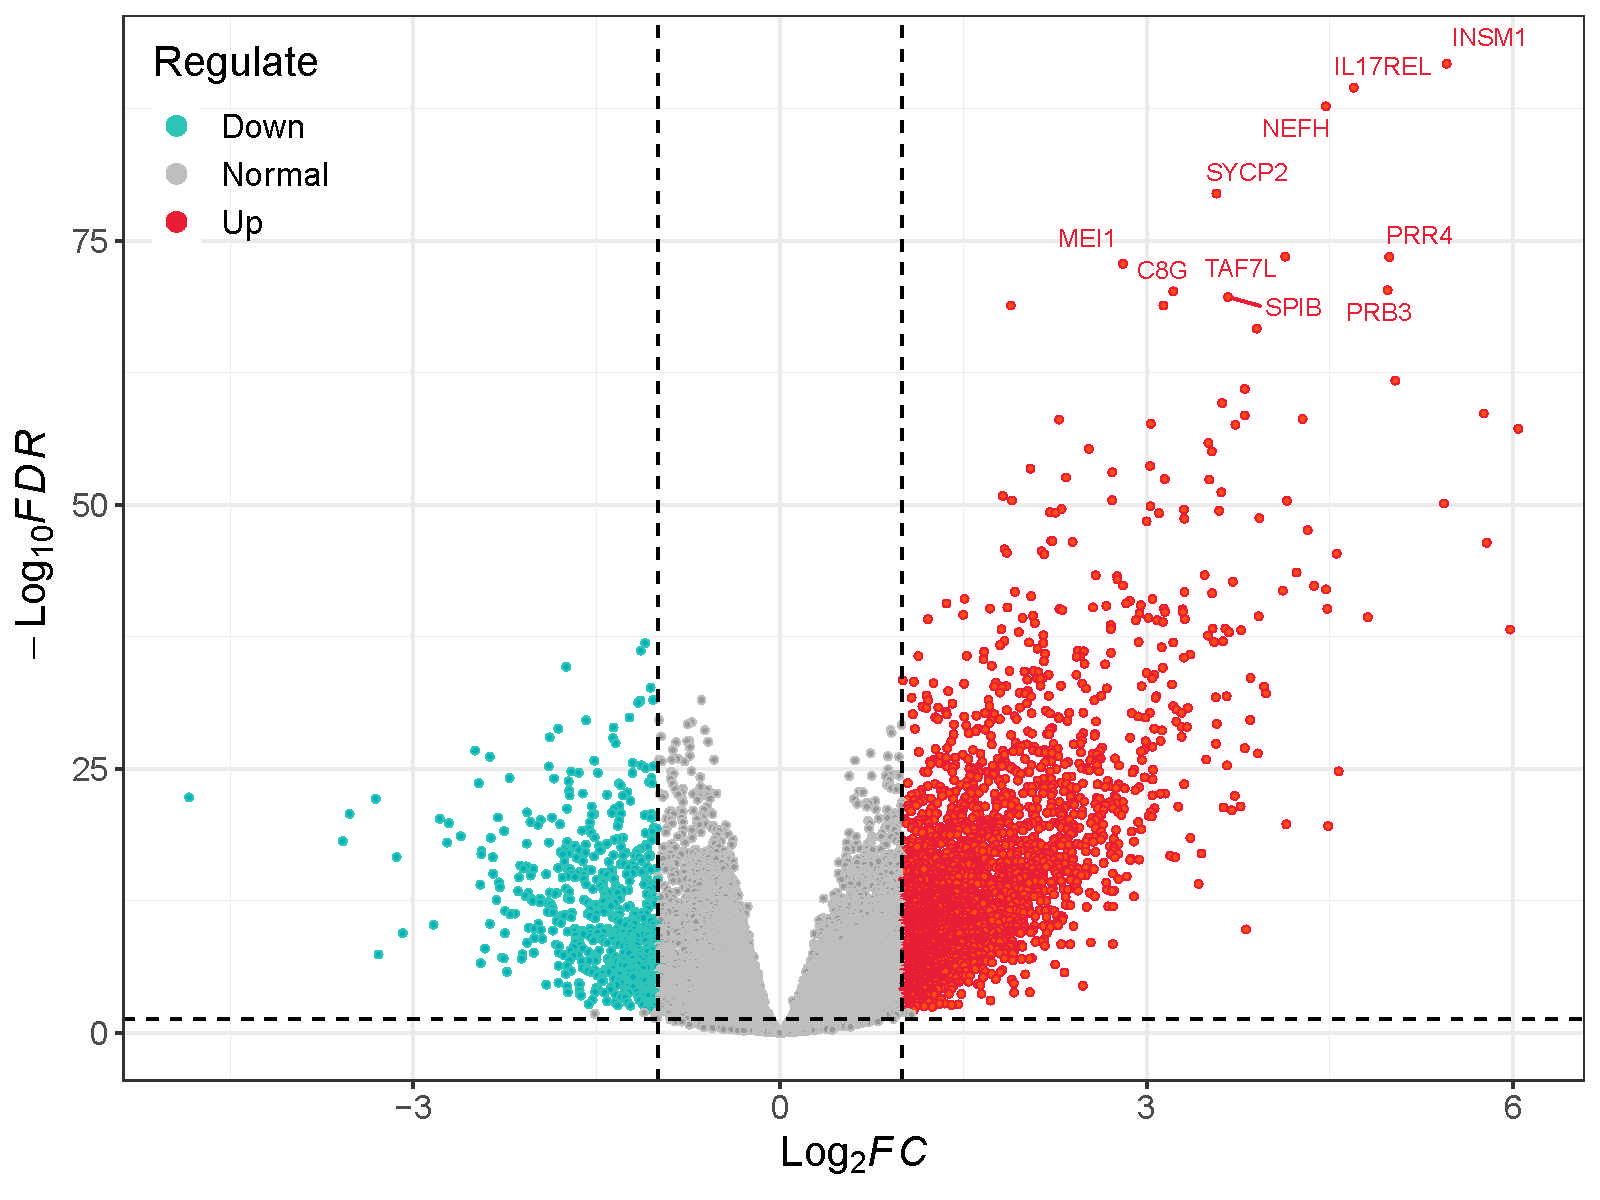 Regulate
Down
Normal
Up
INSM1
IL17REL
NEFH
SYCP2
MEI1
PRR4
C8G
TAF7L
SPIB
PRB3
75
50
25
0
−Log₁₀FDR
−3
0
3
6
Log₂FC